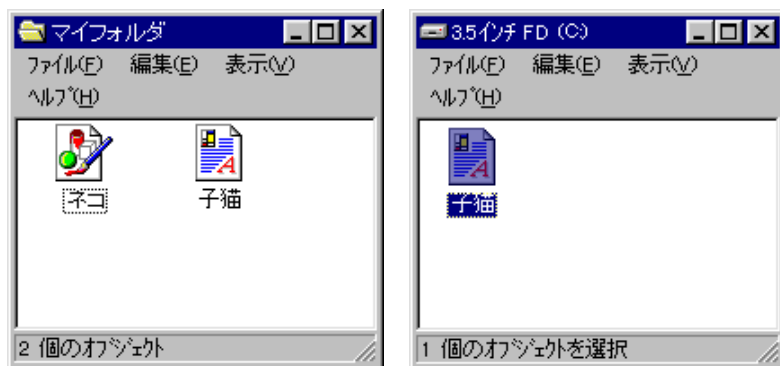 マイフォルダ
ファイル(F) 編集(E) 表示(V)
ヘルプ(H)
ネコ 子猫
2 個のオブジェクト
3.5インチ FD (C:)
ファイル(F) 編集(E) 表示(V)
ヘルプ(H)
子猫
1 個のオブジェクトを選択